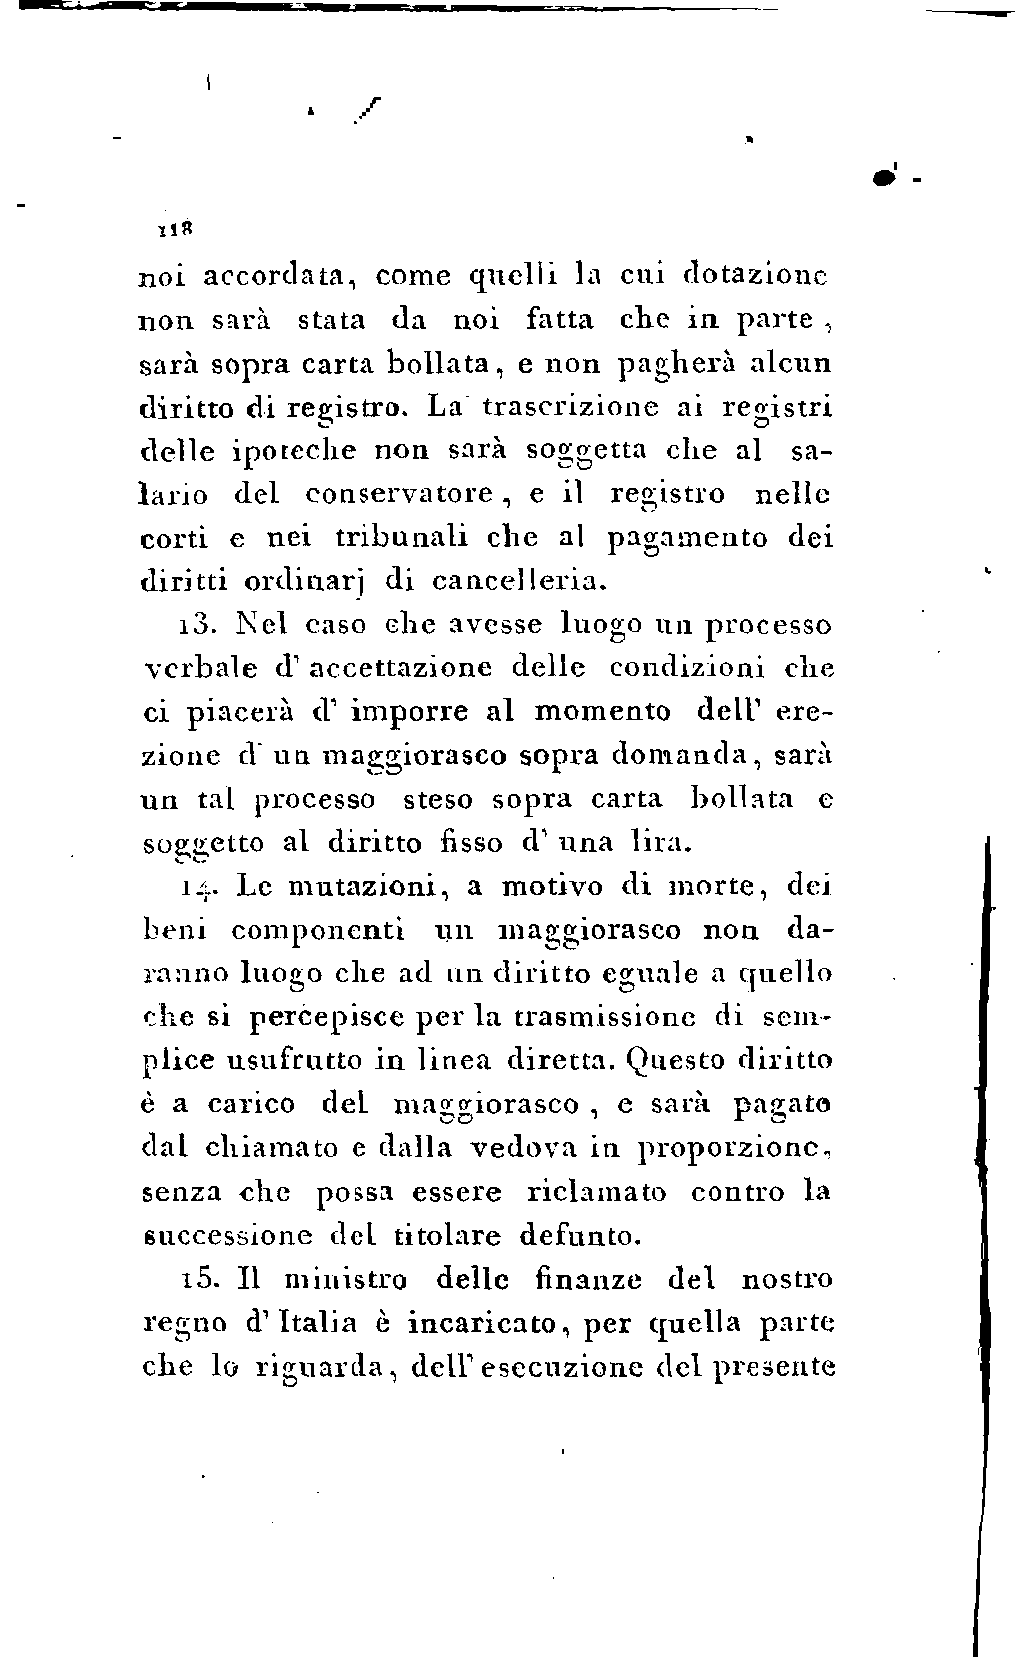 118
noi accordata, come quelli la cui dotazione
non sarà stata da noi fatta che in parte,
sarà sopra carta bollata, e non pagherà alcun
diritto di registro. La trascrizione ai registri
delle ipoteche non sarà soggetta che al sa-
lario del conservatore, e il registro nelle
corti e nei tribunali che al pagamento dei
diritti ordinarj di cancelleria.
13. Nel caso che avesse luogo un processo
verbale d' accettazione delle condizioni che
ci piacerà d' imporre al momento dell' ere-
zione d' un maggiorasco sopra domanda, sarà
un tal processo steso sopra carta bollata e
soggetto al diritto fisso d' una lira.
14. Le mutazioni, a motivo di morte, dei
beni componenti un maggiorasco non da-
ranno luogo che ad un diritto eguale a quello
che si percepisce per la trasmissione di sem-
plice usufrutto in linea diretta. Questo diritto
è a carico del maggiorasco, e sarà pagato
dal chiamato e dalla vedova in proporzione,
senza che possa essere riclamato contro la
successione del titolare defunto.
15. Il ministro delle finanze del nostro
regno d' Italia è incaricato, per quella parte
che lo riguarda, dell' esecuzione del presente